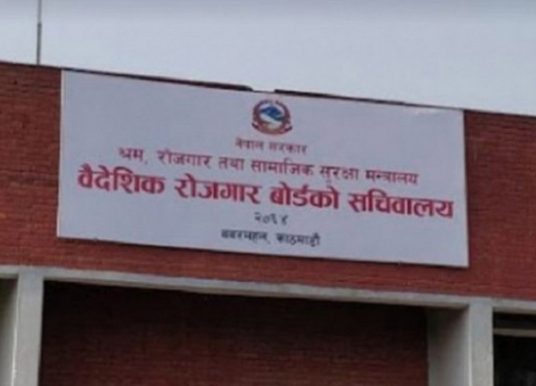 नेपाल सरकार
श्रम, रोजगार तथा सामाजिक सुरक्षा मन्त्रालय
वैदेशिक रोजगार बोर्डको सचिवालय
२०६४
बबरमहल, काठमाडौं